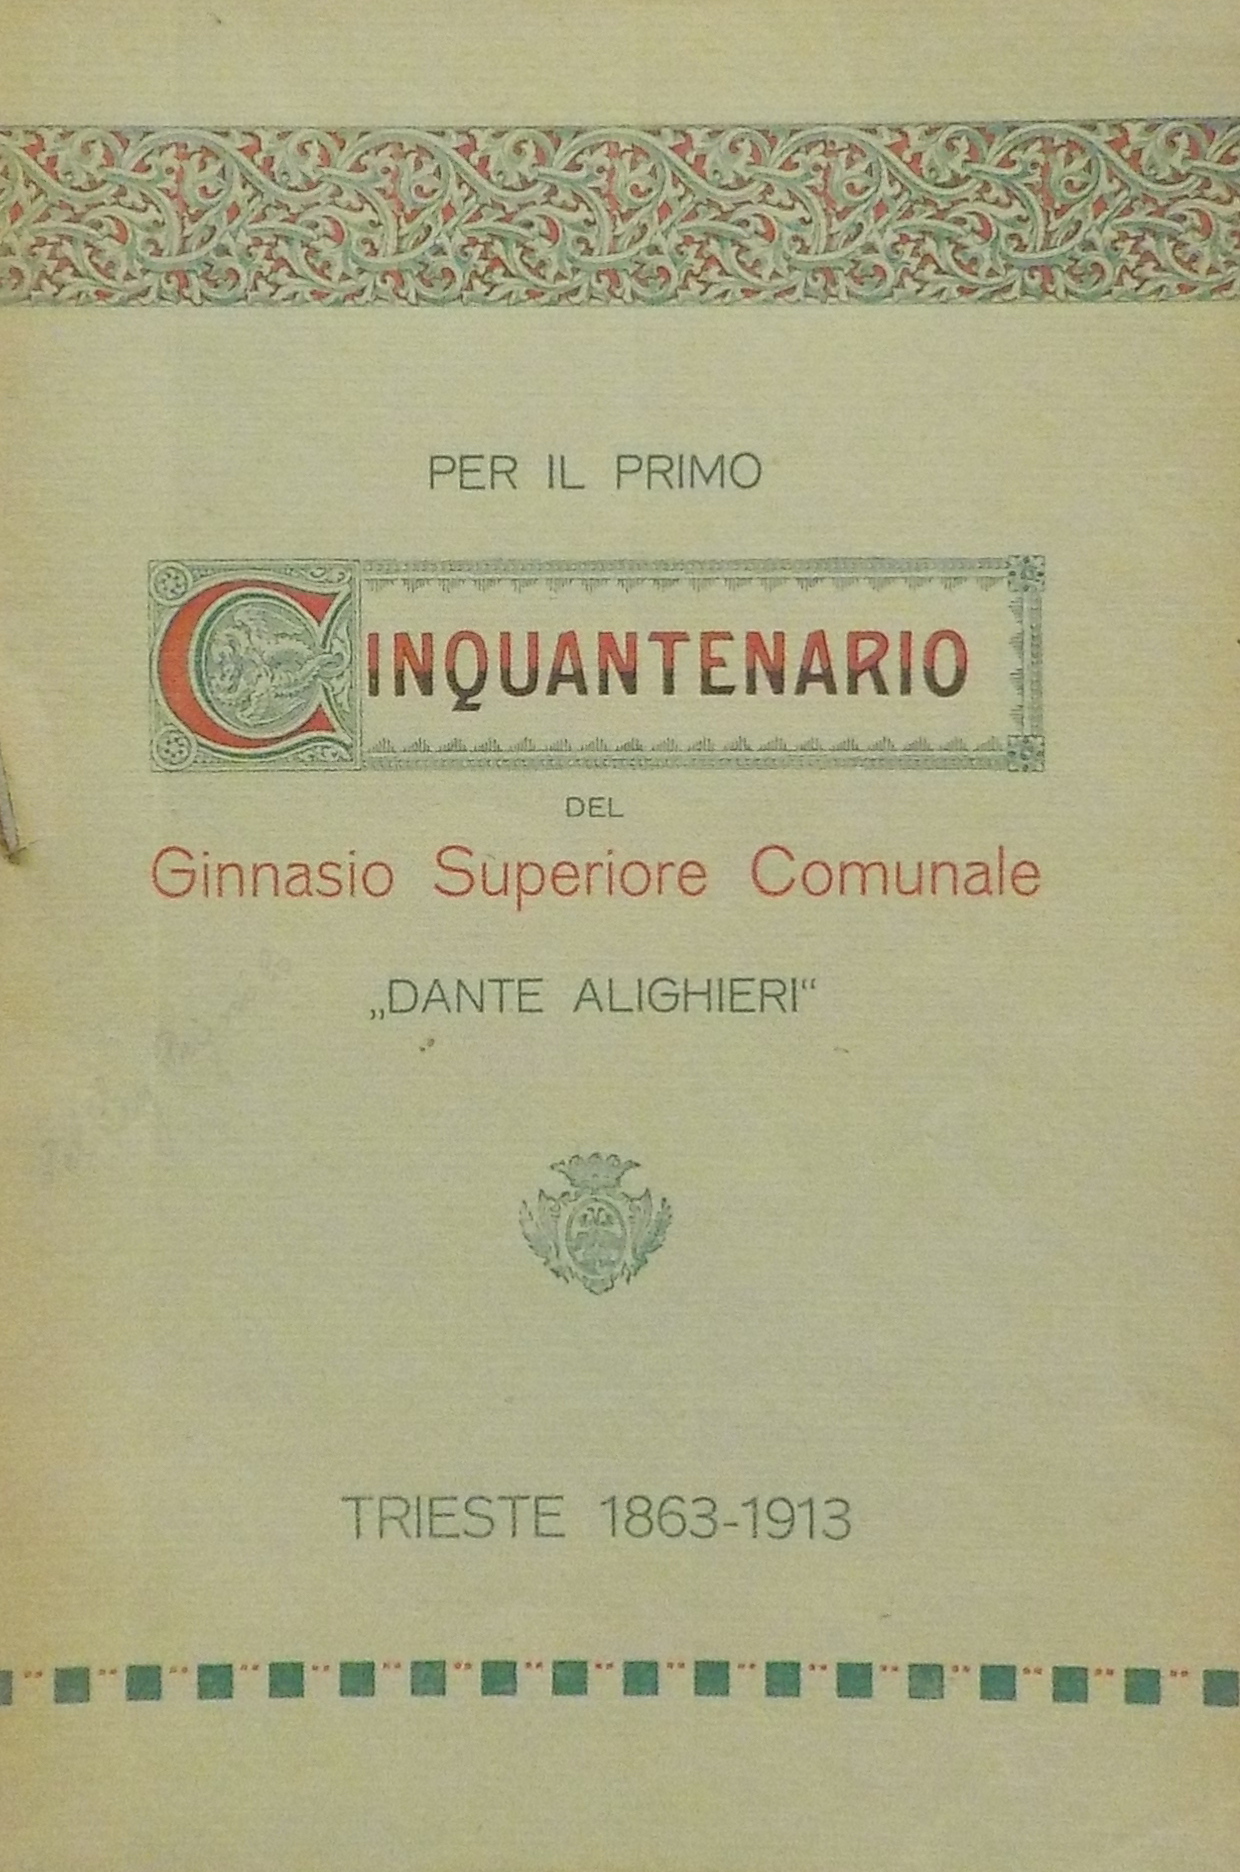 PER IL PRIMO
CINQUANTENARIO
DEL
Ginnasio Superiore Comunale
„DANTE ALIGHIERI“
TRIESTE 1863-1913